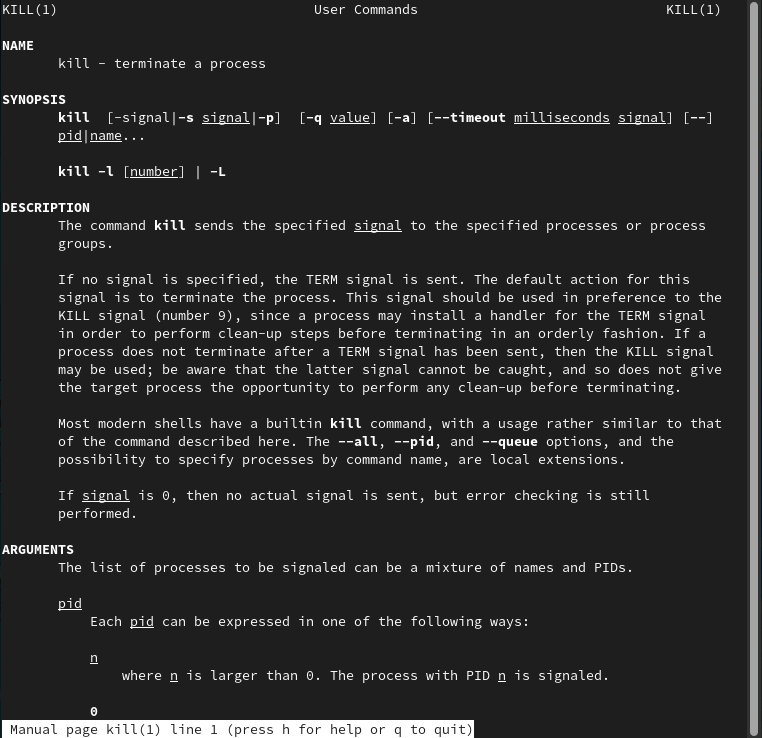 KILL(1) User Commands KILL(1)
NAME
kill - terminate a process
SYNOPSIS
kill [-signal|-s signal|-p] [-q value] [-a] [--timeout milliseconds signal] [--]
pid|name...
kill -l [number] | -L
DESCRIPTION
The command kill sends the specified signal to the specified processes or process
groups.
If no signal is specified, the TERM signal is sent. The default action for this
signal is to terminate the process. This signal should be used in preference to the
KILL signal (number 9), since a process may install a handler for the TERM signal
in order to perform clean-up steps before terminating in an orderly fashion. If a
process does not terminate after a TERM signal has been sent, then the KILL signal
may be used; be aware that the latter signal cannot be caught, and so does not give
the target process the opportunity to perform any clean-up before terminating.
Most modern shells have a builtin kill command, with a usage rather similar to that
of the command described here. The --all, --pid, and --queue options, and the
possibility to specify processes by command name, are local extensions.
If signal is 0, then no actual signal is sent, but error checking is still
performed.
ARGUMENTS
The list of processes to be signaled can be a mixture of names and PIDs.
pid
Each pid can be expressed in one of the following ways:
n
where n is larger than 0. The process with PID n is signaled.
0
Manual page kill(1) line 1 (press h for help or q to quit)